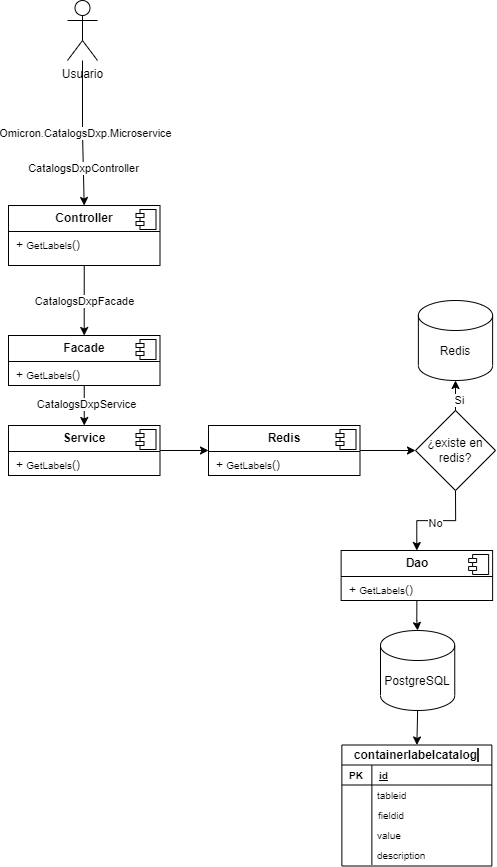 Usuario
Omicron.CatalogsDxp.Microservice
CatalogsDxpController
Controller
+ GetLabels()
CatalogsDxpFacade
Facade
+ GetLabels()
CatalogsDxpService
Service
+ GetLabels()
Redis
+ GetLabels()
¿existe en
redis?
Si
Redis
No
Dao
+ GetLabels()
PostgreSQL
containerlabelcatalog
PK id
tableid
fieldid
value
description